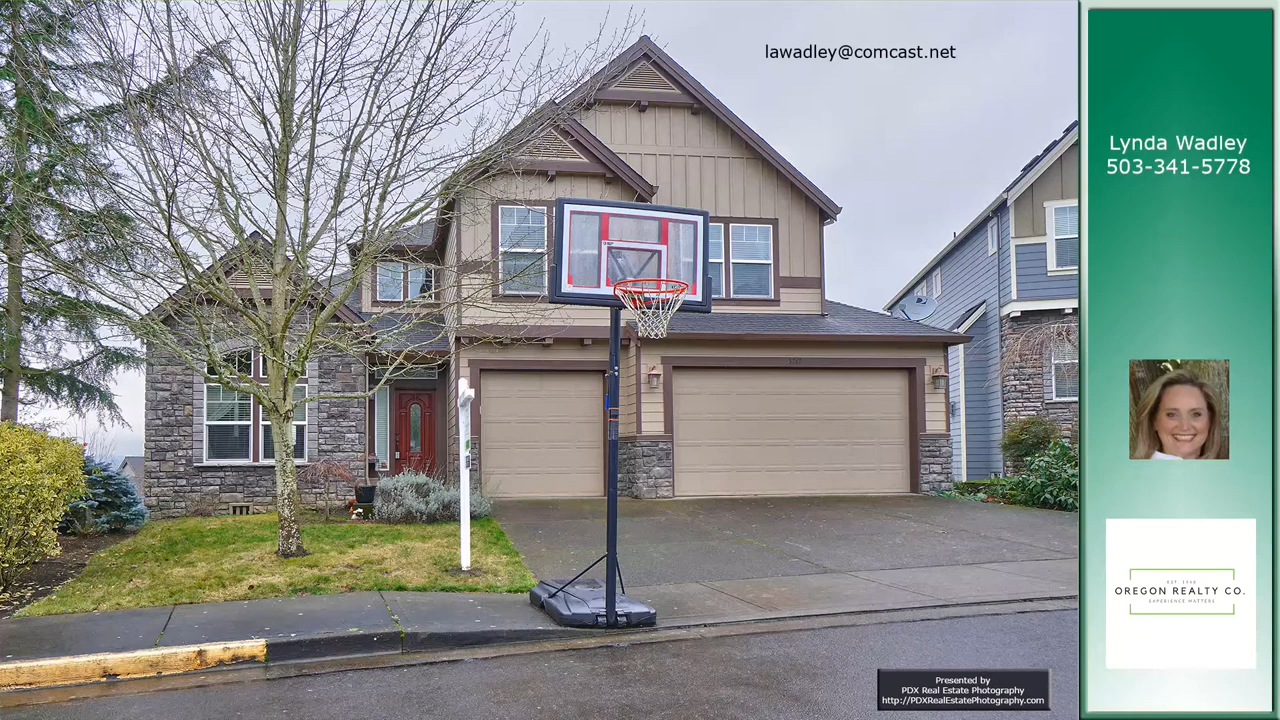 lawadley@comcast.net
Lynda Wadley
503-341-5778
EST. 1940
OREGON REALTY CO.
EXPERIENCE MATTERS
Presented by
PDX Real Estate Photography
http://PDXRealEstatePhotography.com